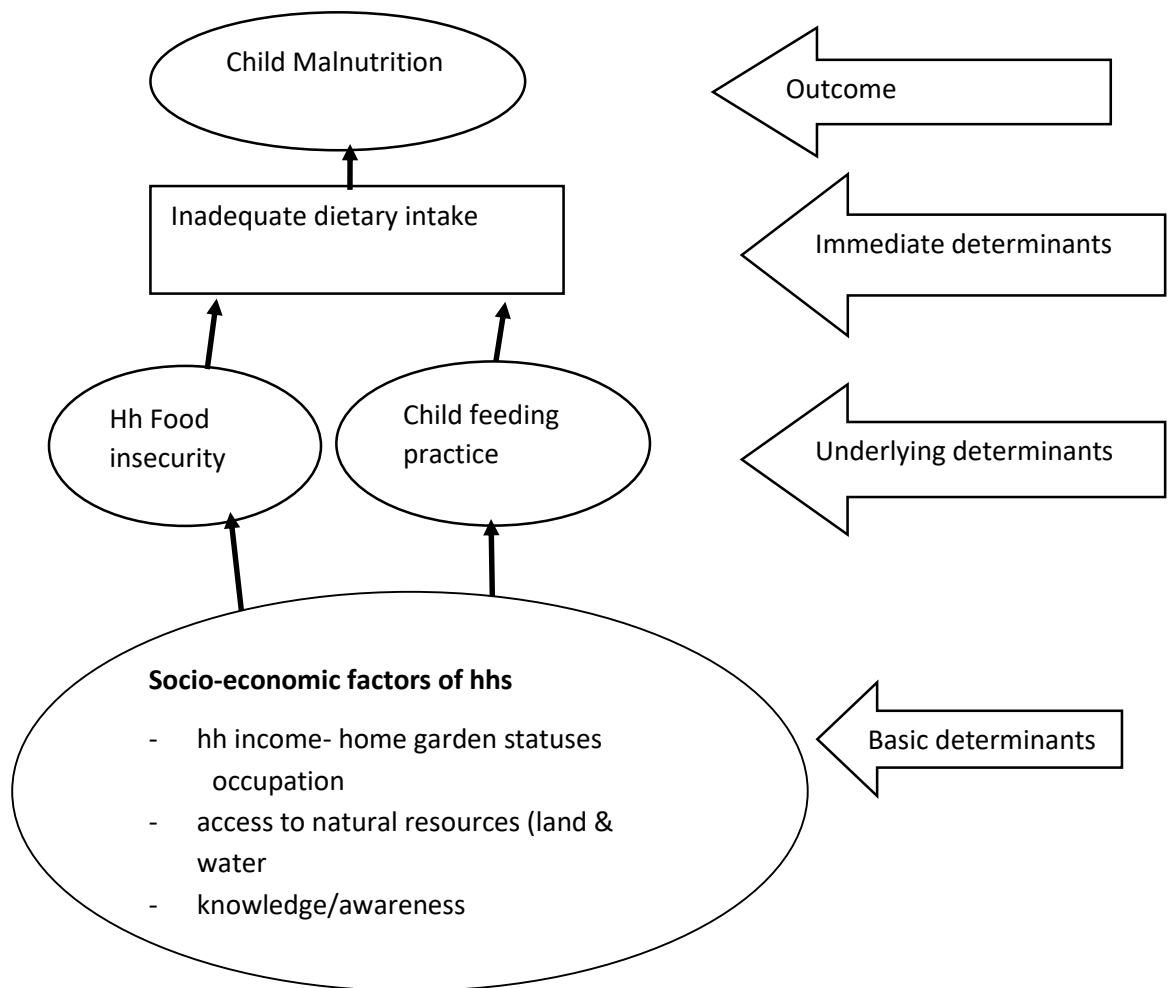 Child Malnutrition
Outcome
Inadequate dietary intake
Immediate determinants
Hh Food
insecurity
Child feeding
practice
Underlying determinants
Socio-economic factors of hhs
- hh income- home garden statuses
occupation
- access to natural resources (land &
water
- knowledge/awareness
Basic determinants